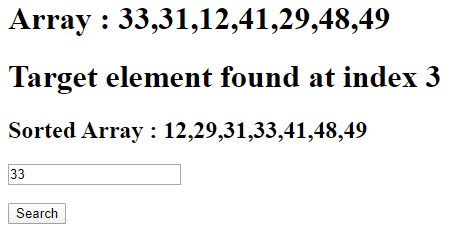 Array : 33,31,12,41,29,48,49
Target element found at index 3
Sorted Array : 12,29,31,33,41,48,49
33
Search